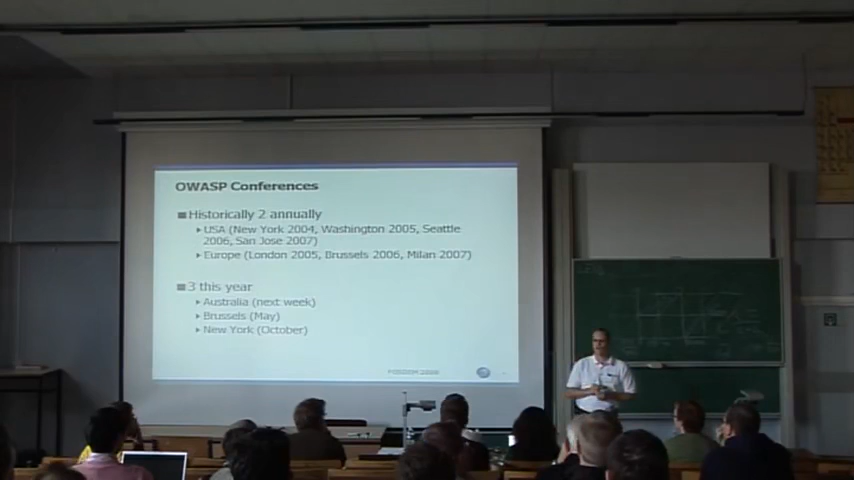 OWASP Conferences
Historically 2 annually
USA (New York 2004, Washington 2005, Seattle
2006, San Jose 2007)
Europe (London 2005, Brussels 2006, Milan 2007)
3 this year
Australia (next week)
Brussels (May)
New York (October)